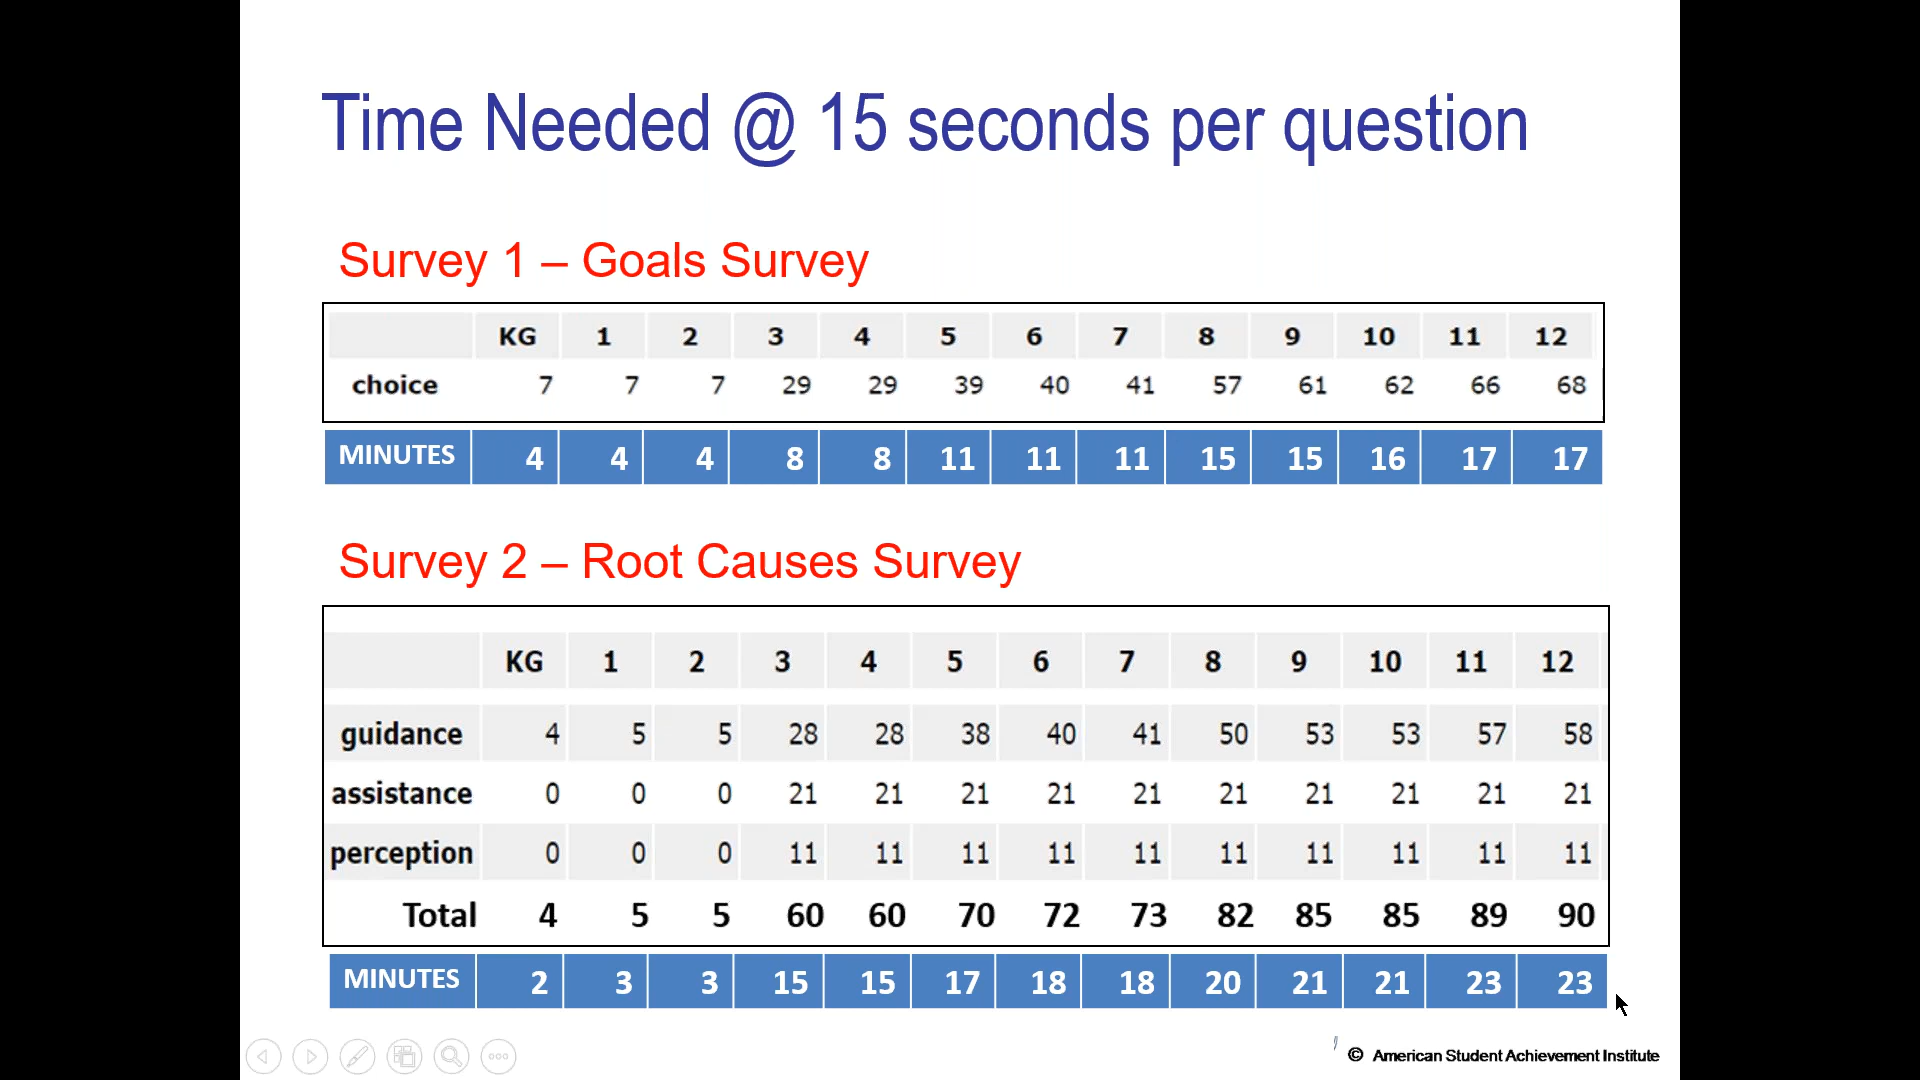 Time Needed @ 15 seconds per question
Survey 1 – Goals Survey
KG 1 2 3 4 5 6 7 8 9 10 11 12
choice 7 7 7 29 29 39 40 41 57 61 62 66 68
MINUTES 4 4 4 8 8 11 11 11 15 15 16 17 17
Survey 2 – Root Causes Survey
KG 1 2 3 4 5 6 7 8 9 10 11 12
guidance 4 5 5 28 28 38 40 41 50 53 53 57 58
assistance 0 0 0 21 21 21 21 21 21 21 21 21 21
perception 0 0 0 11 11 11 11 11 11 11 11 11 11
Total 4 5 5 60 60 70 72 73 82 85 85 89 90
MINUTES 2 3 3 15 15 17 18 18 20 21 21 23 23
© American Student Achievement Institute